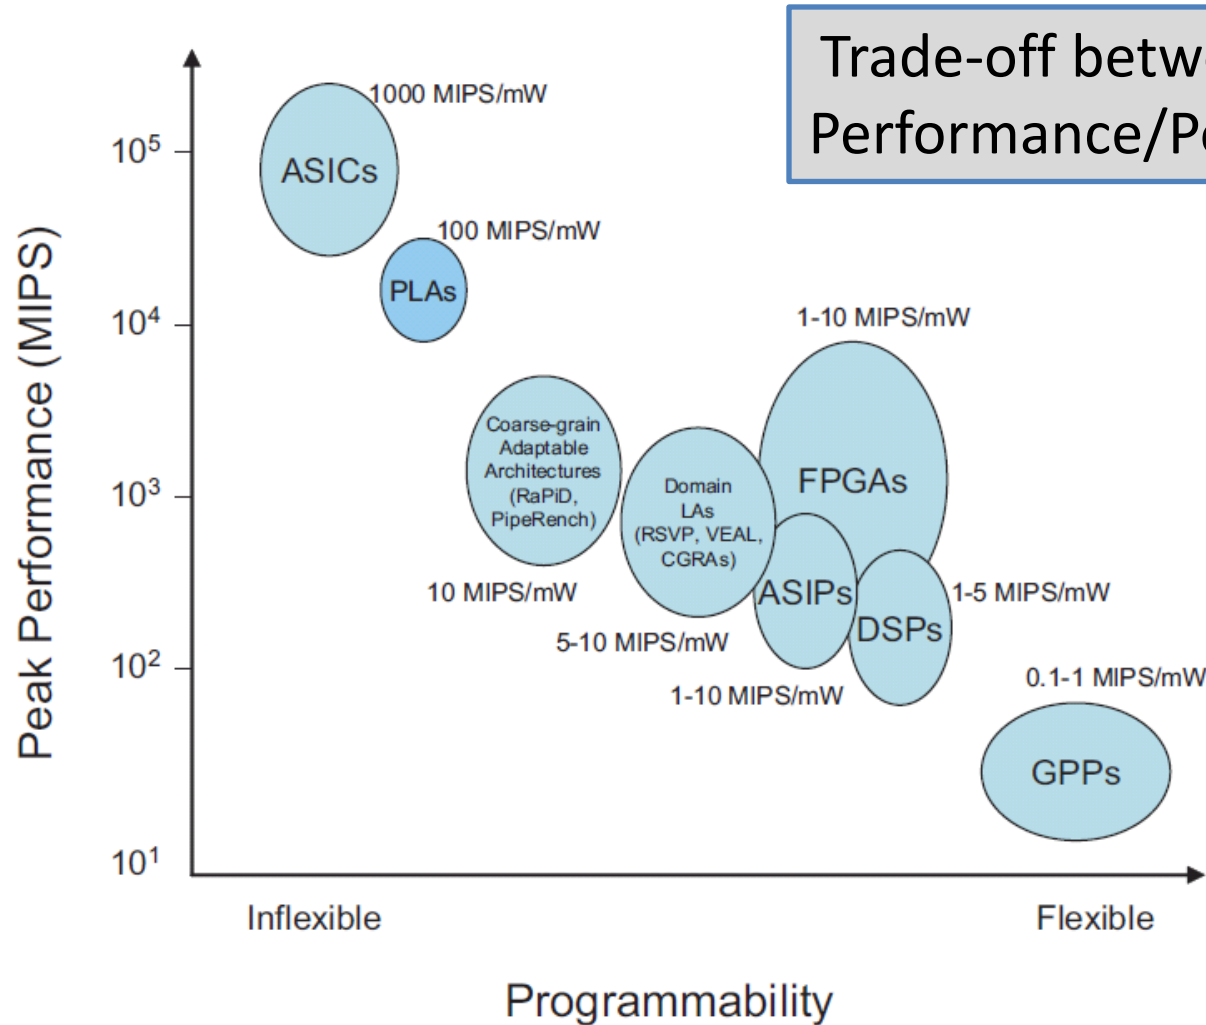 Trade-off betw
Performance/P
1000 MIPS/mW
10⁵
ASICs
100 MIPS/mW
PLAs
10⁴
1-10 MIPS/mW
Coarse-grain
Adaptable
Architectures
(RaPiD,
PipeRench)
10³
Domain
LAs
(RSVP, VEAL,
CGRAs)
FPGAs
10 MIPS/mW
ASIPs
1-5 MIPS/mW
DSPs
5-10 MIPS/mW
10²
1-10 MIPS/mW
0.1-1 MIPS/mW
GPPs
10¹
Peak Performance (MIPS)
Inflexible
Flexible
Programmability